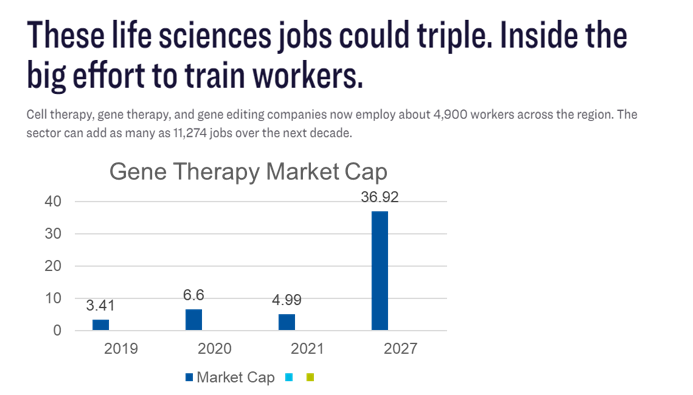 These life sciences jobs could triple. Inside the
big effort to train workers.
Cell therapy, gene therapy, and gene editing companies now employ about 4,900 workers across the region. The
sector can add as many as 11,274 jobs over the next decade.
Gene Therapy Market Cap
40
30
20
10
0
3.41
6.6
4.99
36.92
2019
2020
2021
2027
Market Cap